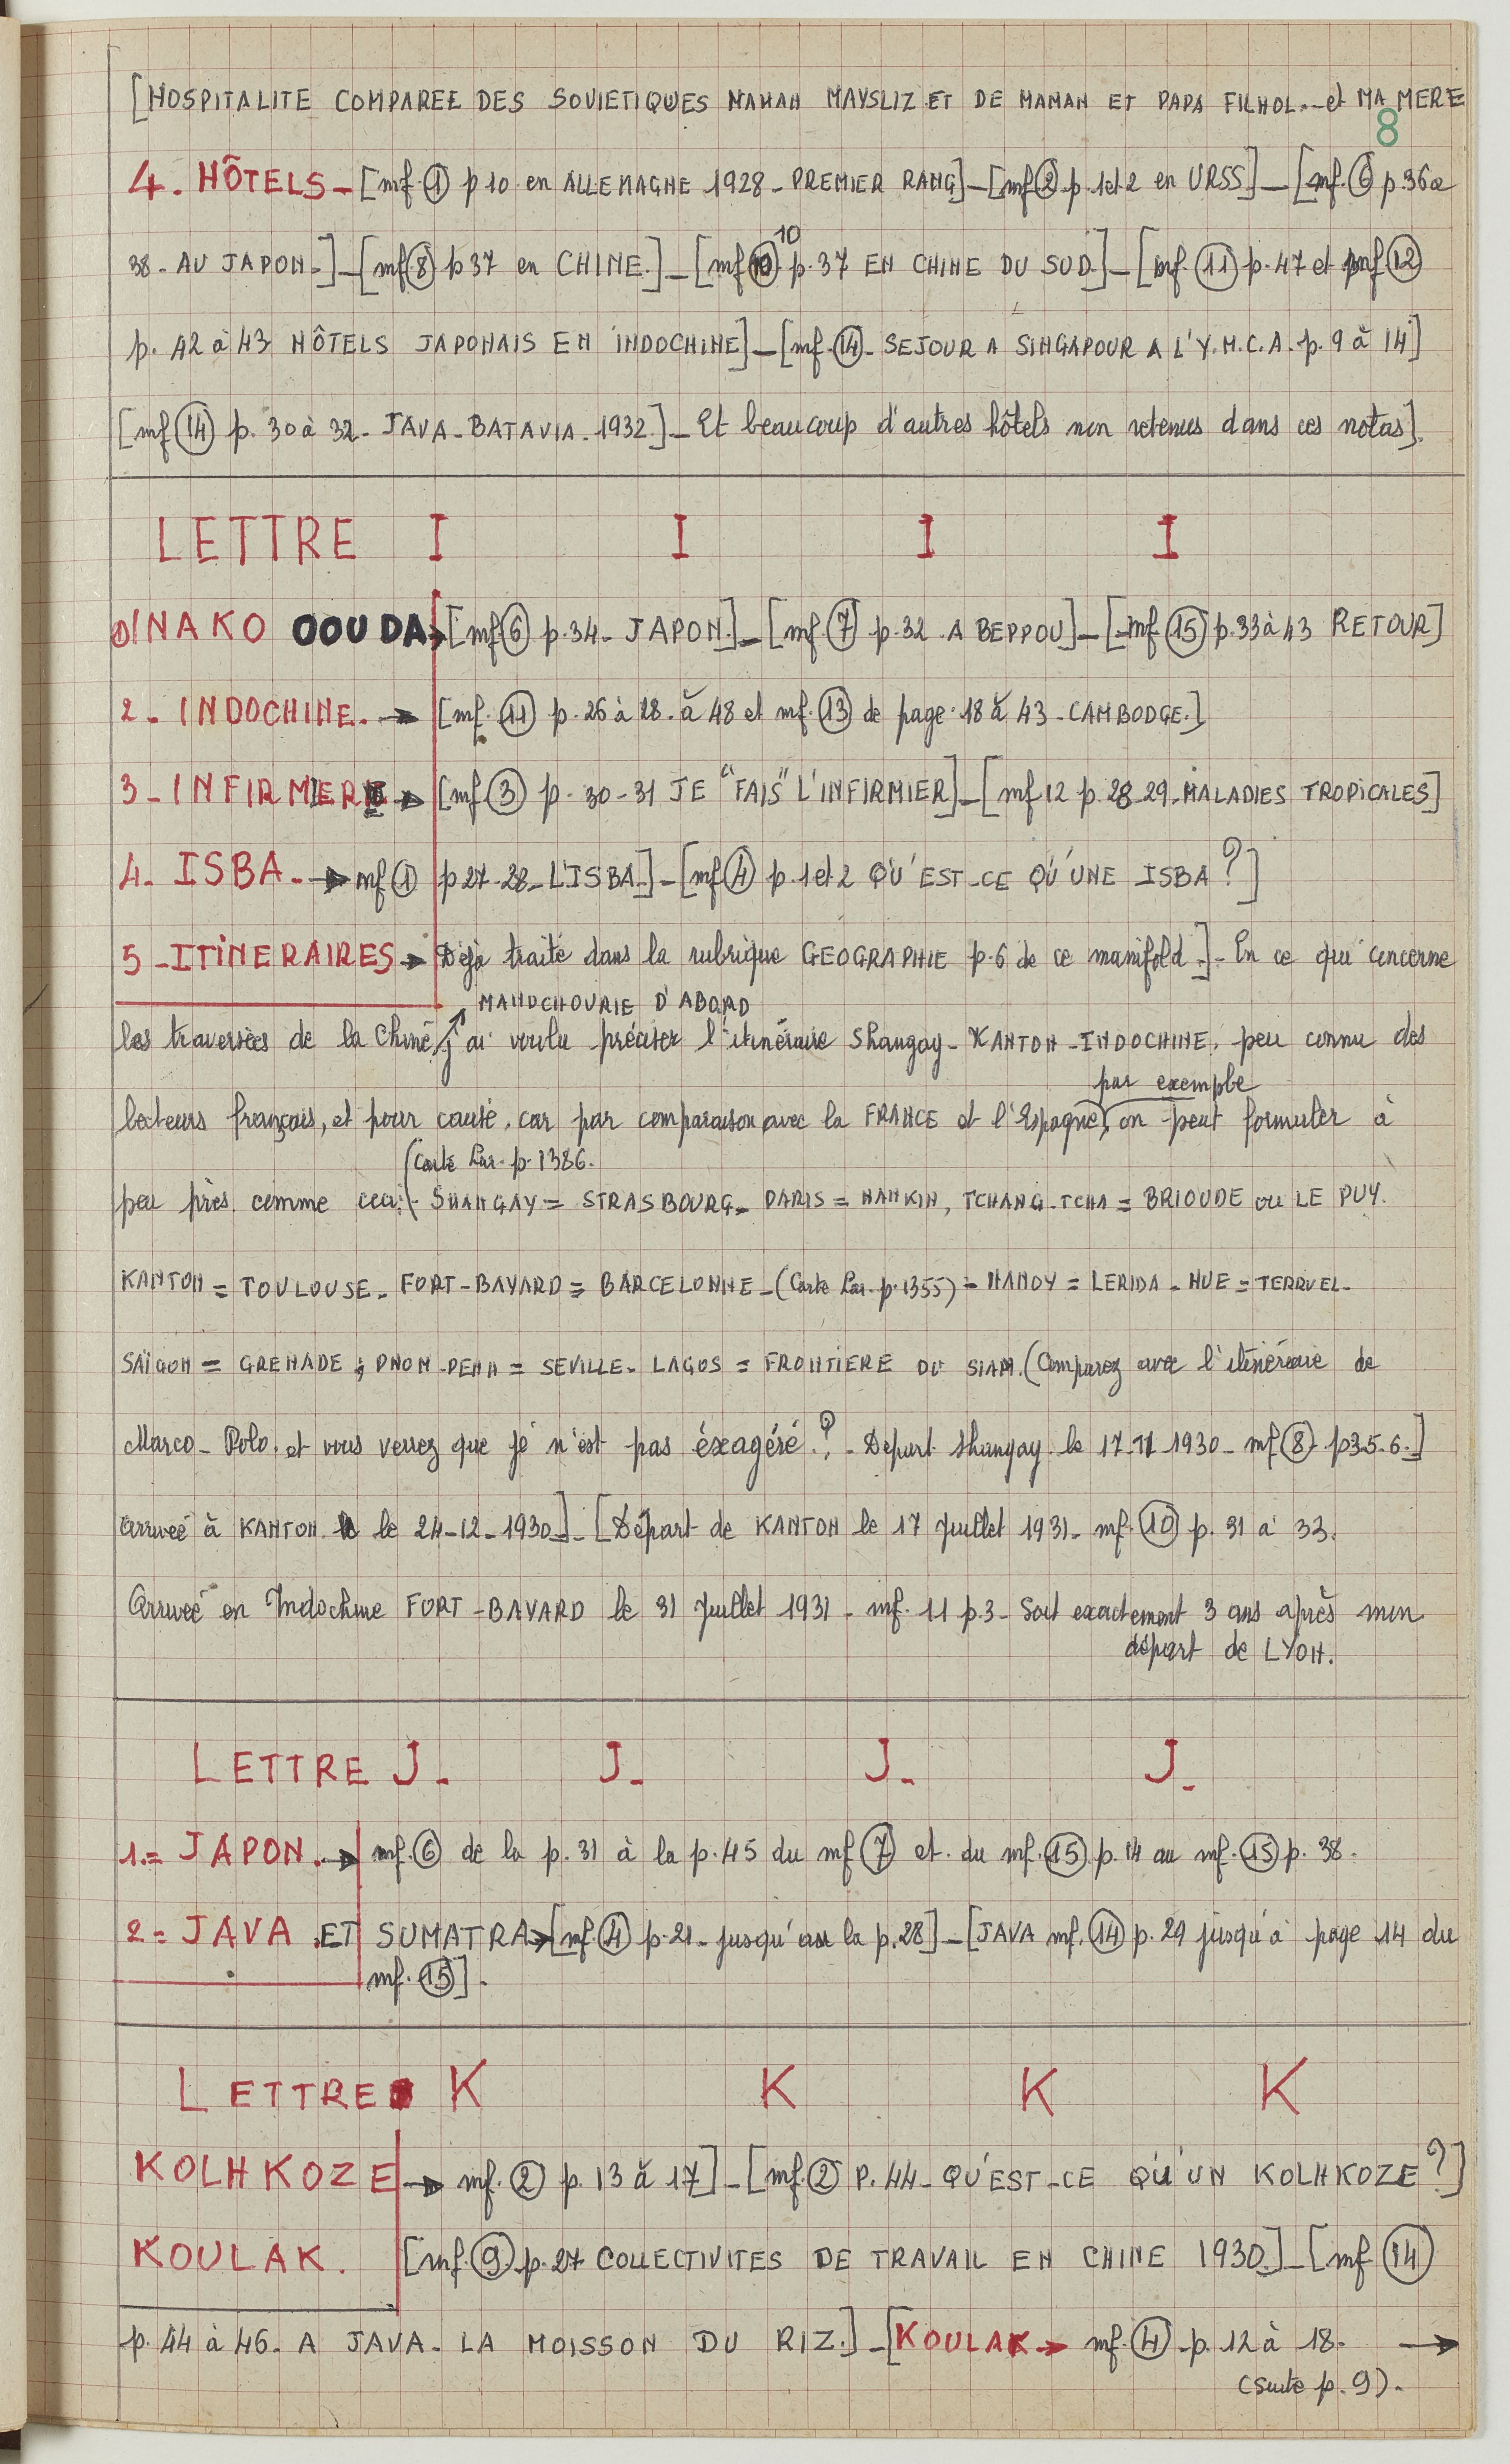 [HOSPITALITE COMPAREE DES SOVIETIQUES MAMAN MAYSLIZ ET DE MAMAN ET PAPA FILHOL.-et MA MERE
8
4. HÔTELS-[mf. ① p 10 en ALLEMAGNE 1928 - PREMIER RANG]-[mf ② p. 1 et 2 en URSS]-[mf. ⑥ p. 36 a
38 - AU JAPON.]-[mf. ⑧ p 37 en CHINE.]-[mf ⑩ 10 p. 37 EN CHINE DU SUD]-[mf. ⑪ p. 47 et mf ⑫
p. 42 à 43 HÔTELS JAPONAIS EN INDOCHINE]-[mf. ⑭ - SEJOUR A SINGAPOUR A L'Y.M.C.A. p. 9 à 14]
[mf ⑭ p. 30 à 32 - JAVA - BATAVIA - 1932.]-Et beaucoup d'autres hôtels non retenus dans ces notas].
LETTRE I I I I
① INAKO OOUDA → [mf ⑥ p. 34 - JAPON.]-[mf. ⑦ p. 32 . A BEPPOU]-[-mf. ⑮ p. 33 à 43 RETOUR]
2 - INDOCHINE. → [mf. ⑪ p. 26 à 28 - à 48 et mf. ⑬ de page 18 à 43 - CAMBODGE.]
3 - INFIRMIER → [mf ③ p. 30-31 JE "FAIS" L'INFIRMIER]-[mf 12 p. 28-29 - MALADIES TROPICALES]
4. ISBA. → mf ① p 27-28 - L'ISBA.]-[mf ④ p. 1 et 2 QU'EST-CE QU'UNE ISBA ?]
5 - ITINERAIRES → Déjà traité dans la rubrique GEOGRAPHIE p. 6 de ce manifold.]- En ce qui concerne
MANDCHOURIE D'ABORD
les traversées de la Chine, j'ai voulu préciser l'itinéraire Shangay - KANTON - INDOCHINE, peu connu des
par exemple
lecteurs français, et pour cause, car par comparaison avec la FRANCE et l'Espagne, on peut formuler à
(Carte Lar. p. 1386.
peu près comme ceci: SHANGAY = STRASBOURG - PARIS = NANKIN, TCHANG-TCHA = BRIOUDE ou LE PUY.
KANTON = TOULOUSE - FORT-BAYARD = BARCELONNE - (Carte Lar. p. 1355) - HANOY = LERIDA - HUE = TERRUEL -
SAÏGON = GRENADE ; PNOM-PENH = SEVILLE - LAGOS = FRONTIERE DU SIAM. (Comparez avec l'itinéraire de
Marco-Polo, et vous verrez que je n'est pas éxagéré ? - Départ Shangay le 17-11-1930 - mf ⑧ p 3.5.6.]
arrivée à KANTON le 24-12-1930.]-[Départ de KANTON le 17 Juillet 1931 - mf. ⑩ p. 31 à 33.
Arrivée en Indochine FORT-BAYARD le 31 Juillet 1931 - mf. 11 p. 3 - Soit exactement 3 ans après mon
départ de LYON.
LETTRE J- J- J- J-
1.= JAPON. → mf. ⑥ de la p. 31 à la p. 45 du mf ⑦ et du mf. ⑮ p. 14 au mf. ⑮ p. 38.
2 = JAVA ET SUMATRA → [mf ④ p. 21 - jusqu'à la p. 28]-[JAVA mf. ⑭ p. 29 jusqu'à page 14 du
mf. ⑮].
LETTRE K K K K
KOLHKOZE → mf. ② p. 13 à 17]-[mf. ② P. 44 - QU'EST-CE QU'UN KOLHKOZE ?]
KOULAK. [mf. ⑨ p. 27 COLLECTIVITES DE TRAVAIL EN CHINE 1930.]-[mf ⑭
p. 44 à 46 - A JAVA - LA MOISSON DU RIZ.]-[KOULAK → mf. ④ - p. 12 à 18. →
(suite p. 9).